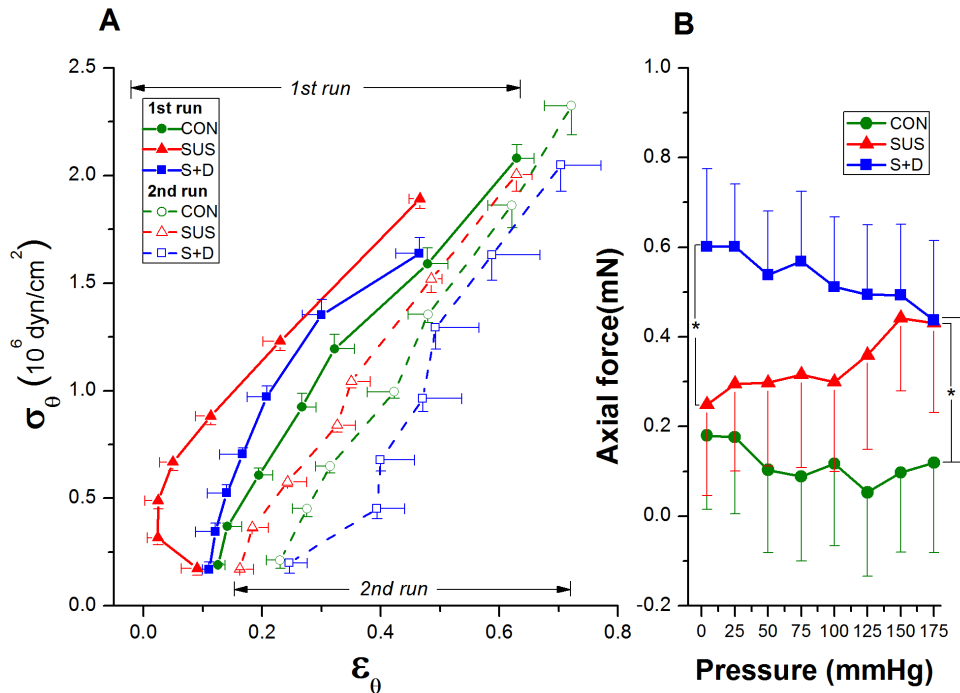 A
2.5
2.0
1.5
1.0
0.5
0.0
0.0
0.2
0.4
0.6
0.8
σθ (10⁶ dyn/cm²)
εθ
1st run
1st run
CON
SUS
S+D
2nd run
CON
SUS
S+D
2nd run
B
1.0
0.8
0.6
0.4
0.2
0.0
-0.2
0
25
50
75
100
125
150
175
Axial force(mN)
Pressure (mmHg)
CON
SUS
S+D
*
*